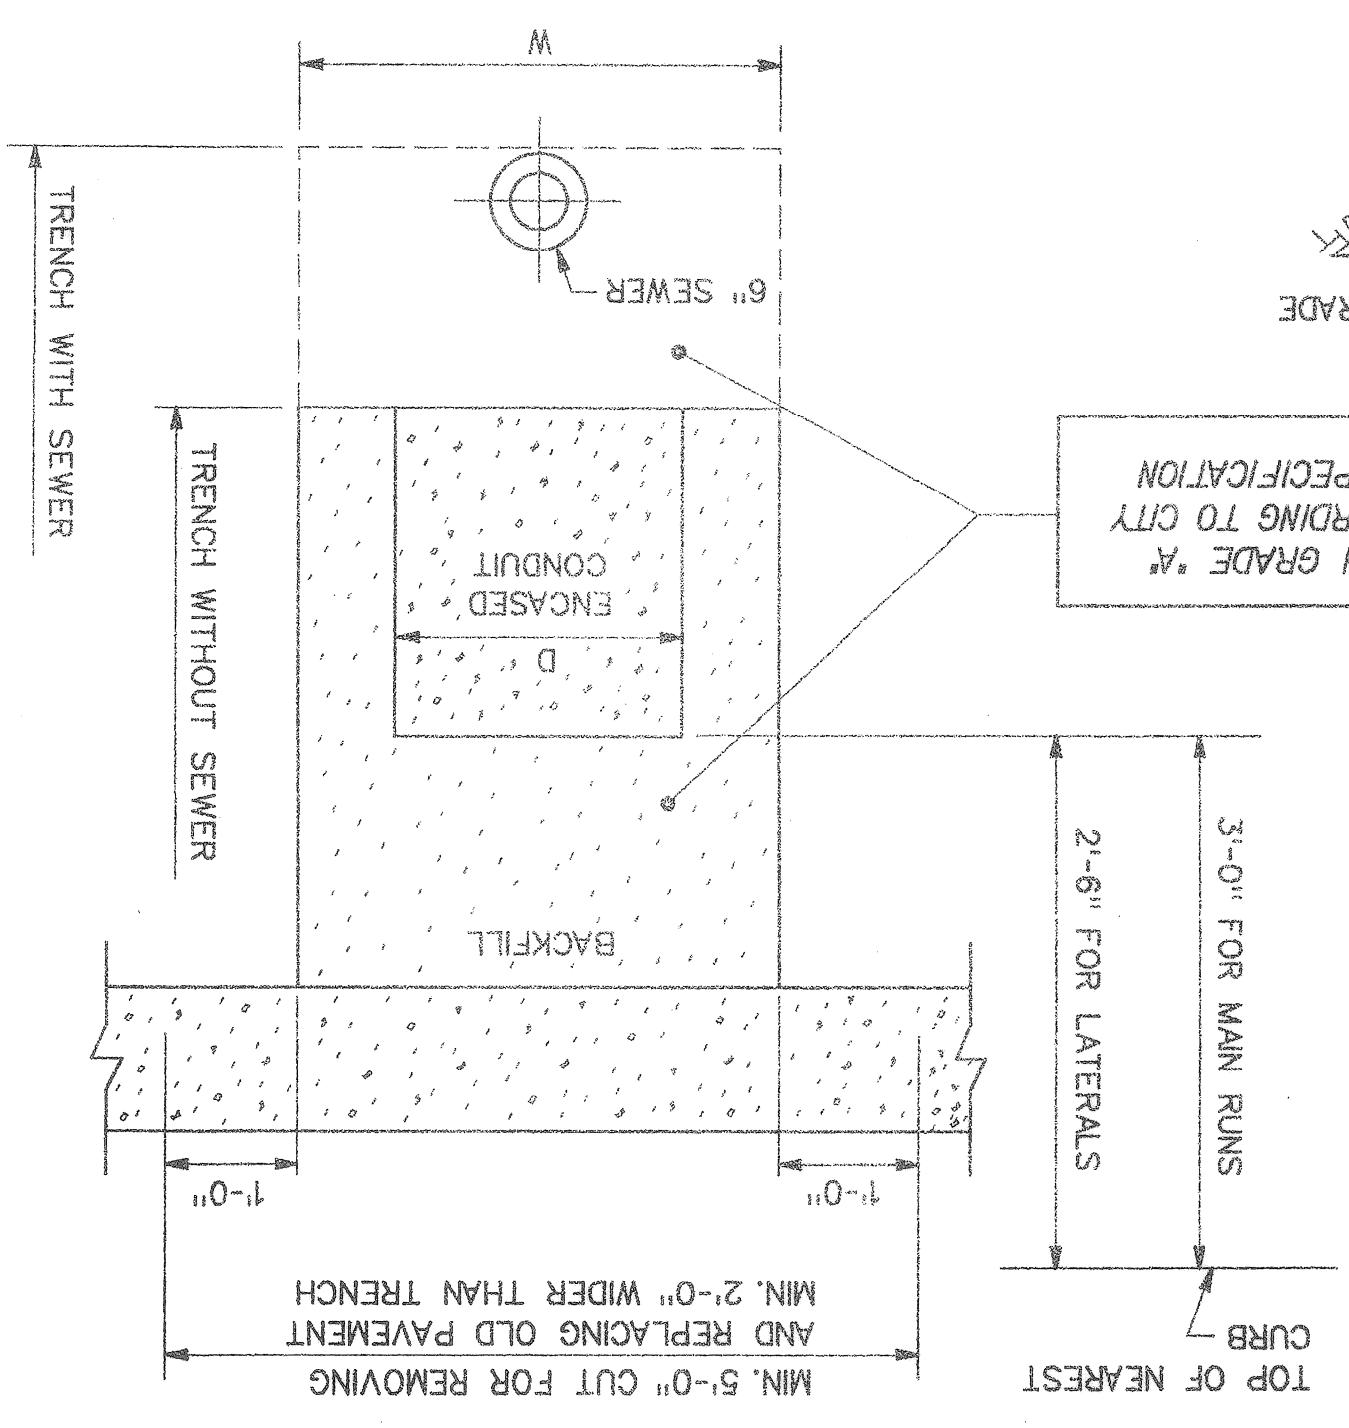 TOP OF NEAREST
CURB
MIN. 5'-0" CUT FOR REMOVING
AND REPLACING OLD PAVEMENT
MIN. 2'-0" WIDER THAN TRENCH
1'-0"
1'-0"
3'-0" FOR MAIN RUNS
2'-6" FOR LATERALS
BACKFILL
TRENCH WITHOUT SEWER
D
ENCASED
CONDUIT
GRADE "A"
RDING TO CITY
PECIFICATION
RADE
6" SEWER
TRENCH WITH SEWER
W